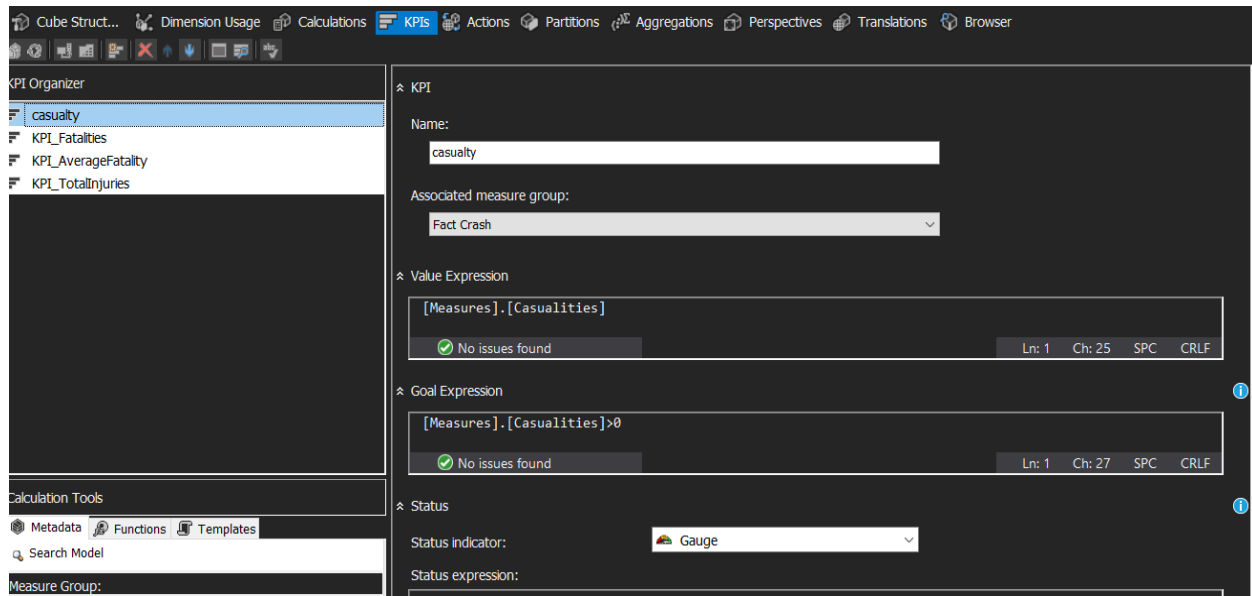 Cube Struct... Dimension Usage Calculations KPIs Actions Partitions Aggregations Perspectives Translations Browser
KPI Organizer
casualty
KPI_Fatalities
KPI_AverageFatality
KPI_TotalInjuries
Calculation Tools
Metadata Functions Templates
Search Model
Measure Group:
KPI
Name:
casualty
Associated measure group:
Fact Crash
Value Expression
[Measures].[Casualities]
No issues found Ln: 1 Ch: 25 SPC CRLF
Goal Expression
[Measures].[Casualities]>0
No issues found Ln: 1 Ch: 27 SPC CRLF
Status
Status indicator: Gauge
Status expression: